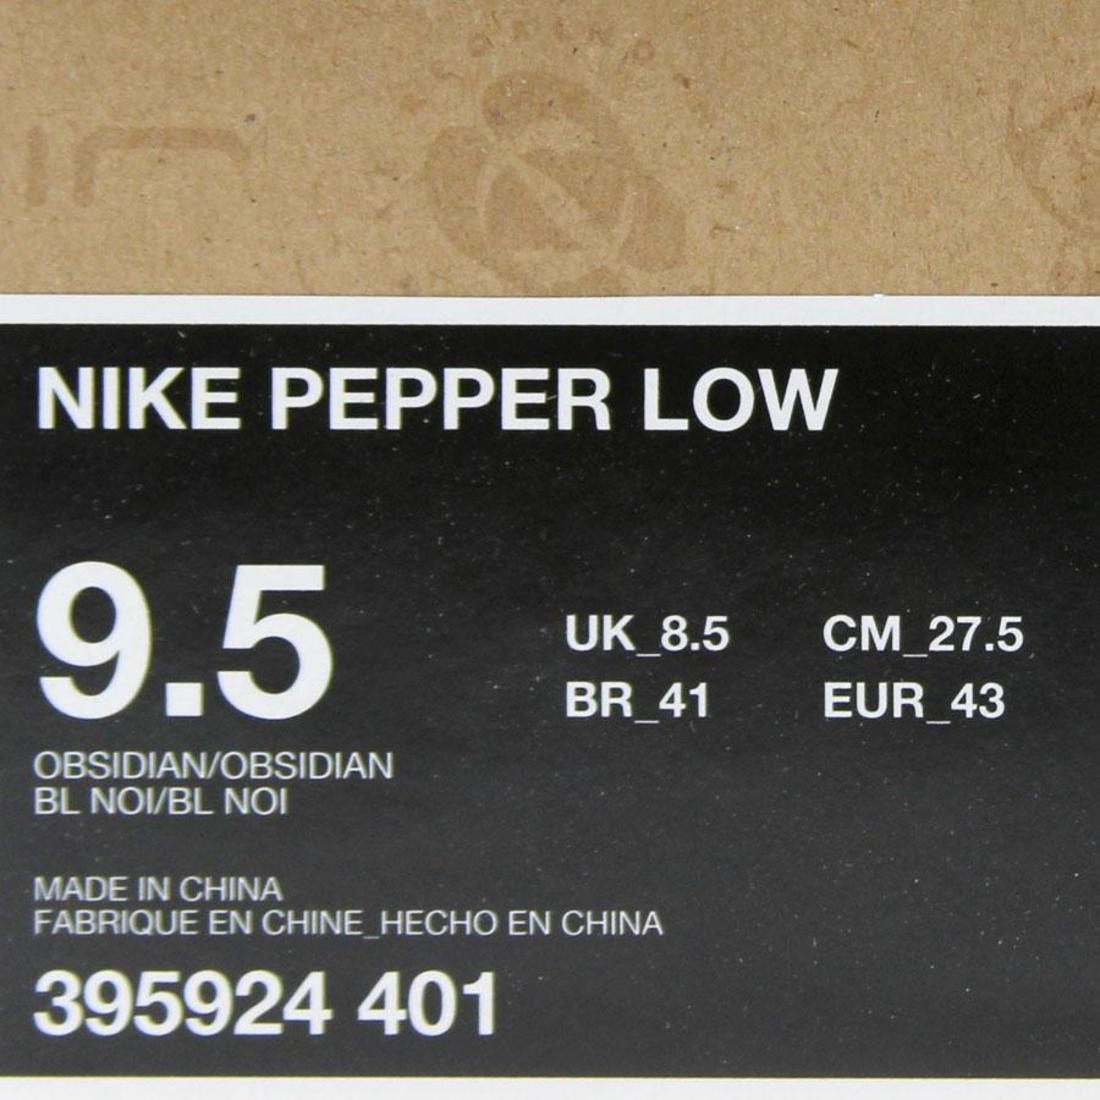 NIKE PEPPER LOW
9.5
UK_8.5 CM_27.5
BR_41 EUR_43
OBSIDIAN/OBSIDIAN
BL NOI/BL NOI
MADE IN CHINA
FABRIQUE EN CHINE_HECHO EN CHINA
395924 401